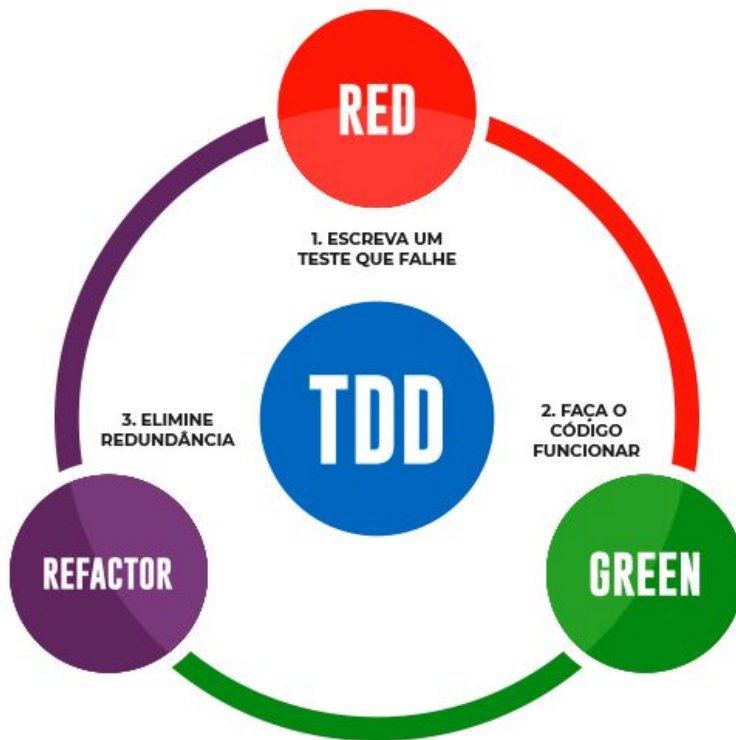 RED
1. ESCREVA UM
TESTE QUE FALHE
TDD
3. ELIMINE
REDUNDÂNCIA
2. FAÇA O
CÓDIGO
FUNCIONAR
REFACTOR
GREEN